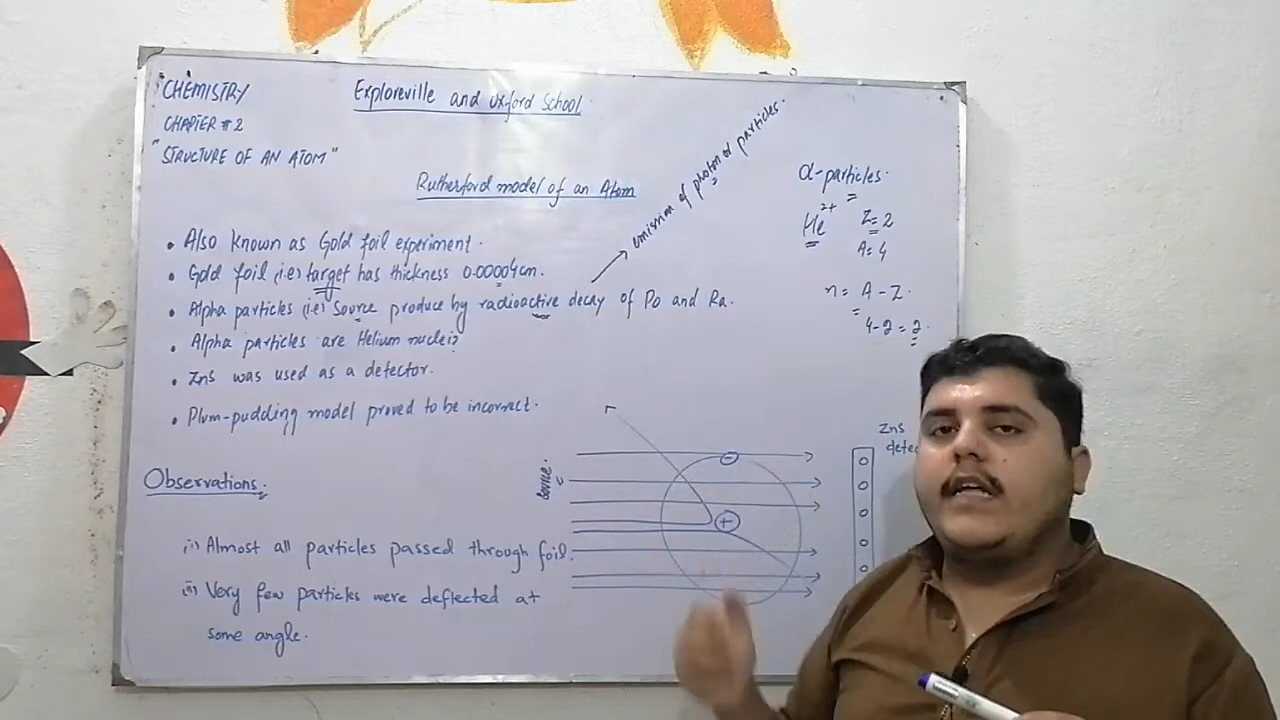 CHEMISTRY
CHAPTER #2
"STRUCTURE OF AN ATOM"
Exploreville and Oxford School
Rutherford model of an Atom
• Also known as Gold foil experiment.
• Gold foil (i.e) target has thickness 0.00004cm.
• Alpha particles (i.e) source produce by radioactive decay of Po and Ra.
• Alpha particles are Helium nuclei
• ZnS was used as a detector.
• Plum-pudding model proved to be incorrect.
emission of photon or particles.
α-particles.
He²⁺ Z=2
A=4
n = A - Z.
4-2=2.
Observations.
i) Almost all particles passed through foil.
ii) Very few particles were deflected at
some angle.
source.
−
+
ZnS